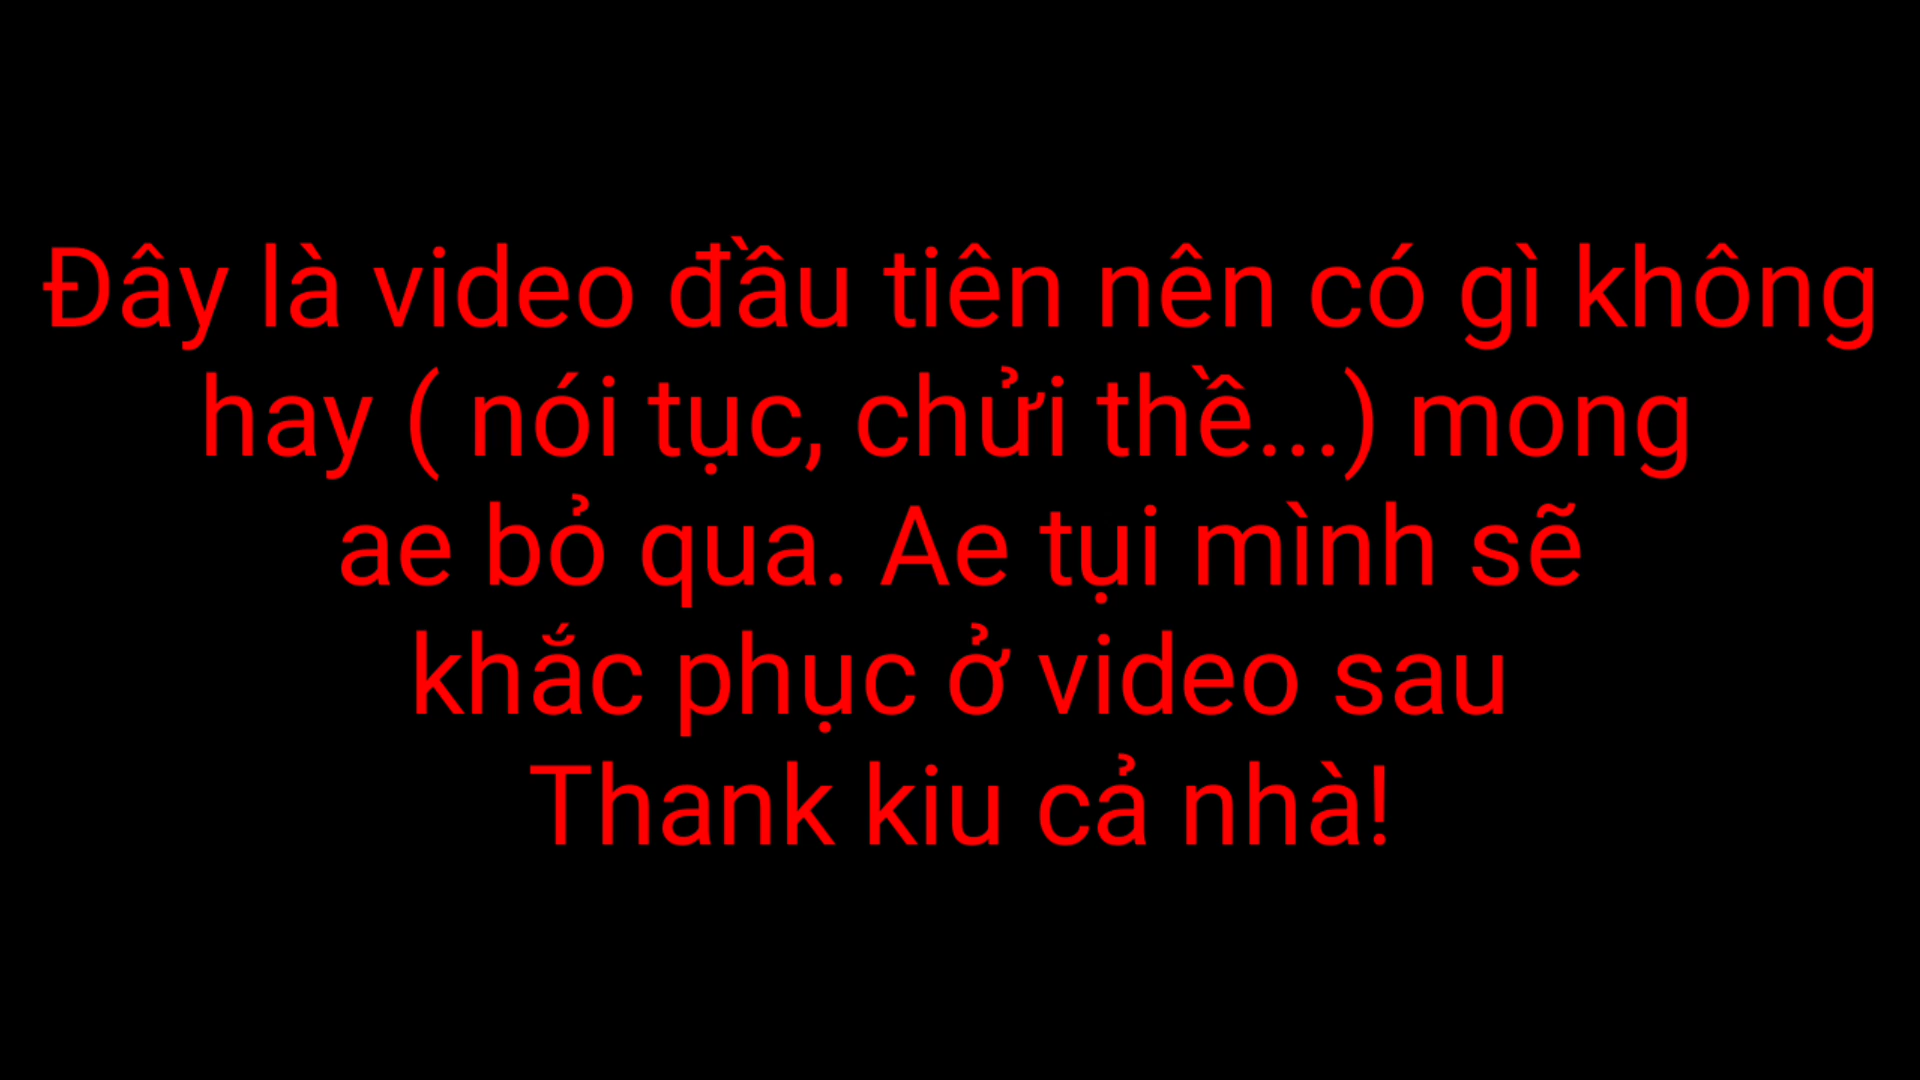 Đây là video đầu tiên nên có gì không
hay ( nói tục, chửi thề...) mong
ae bỏ qua. Ae tụi mình sẽ
khắc phục ở video sau
Thank kiu cả nhà!